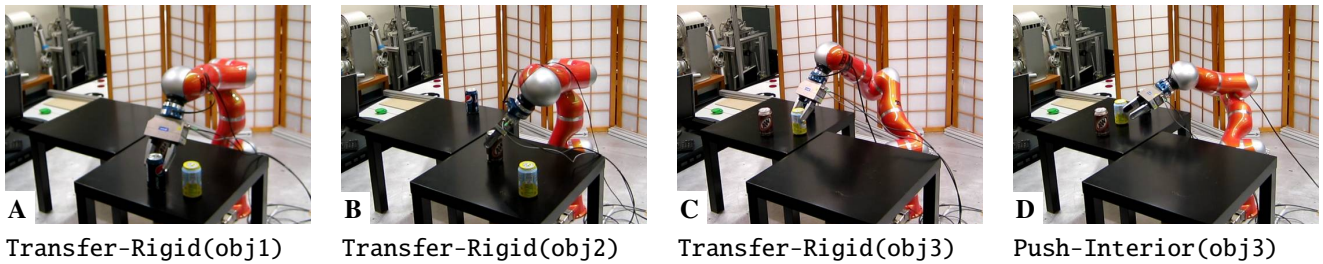 A
B
C
D
Transfer-Rigid(obj1)
Transfer-Rigid(obj2)
Transfer-Rigid(obj3)
Push-Interior(obj3)